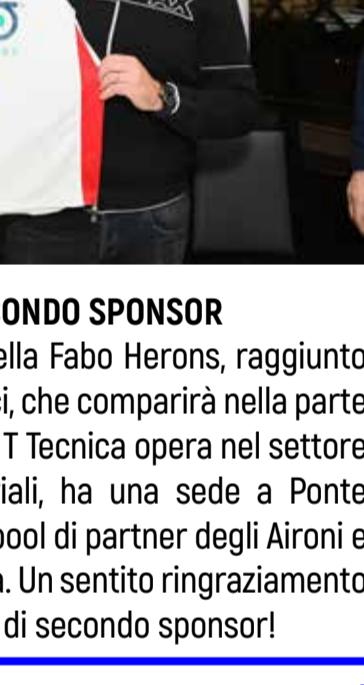 ONDO SPONSOR
ella Fabo Herons, raggiunto
i, che comparirà nella parte
T Tecnica opera nel settore
iali, ha una sede a Ponte
pool di partner degli Aironi e
. Un sentito ringraziamento
di secondo sponsor!